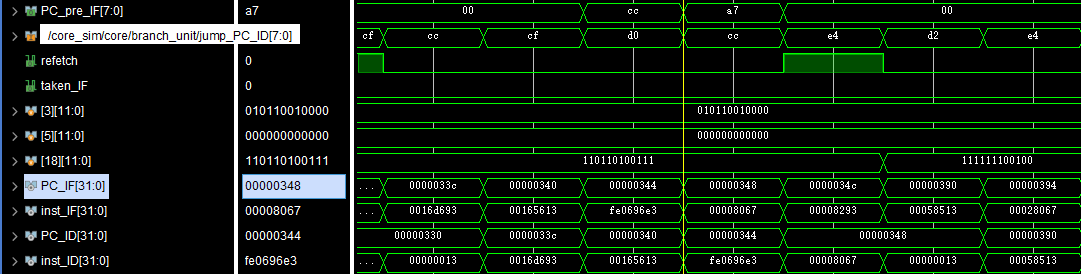 PC_pre_IF[7:0] a7 00 cc a7 00
/core_sim/core/branch_unit/jump_PC_ID[7:0] cf cc cf d0 cc e4 d2 e4
refetch 0
taken_IF 0
[3][11:0] 010110010000 010110010000
[5][11:0] 000000000000 000000000000
[18][11:0] 110110100111 110110100111 111111100100
PC_IF[31:0] 00000348 ... 0000033c 00000340 00000344 00000348 0000034c 00000390 00000394
inst_IF[31:0] 00008067 ... 0016d693 00165613 fe0696e3 00008067 00008293 00058513 00028067
PC_ID[31:0] 00000344 00000330 0000033c 00000340 00000344 00000348 00000390
inst_ID[31:0] fe0696e3 ... 00000013 0016d693 00165613 fe0696e3 00008067 00000013 00058513